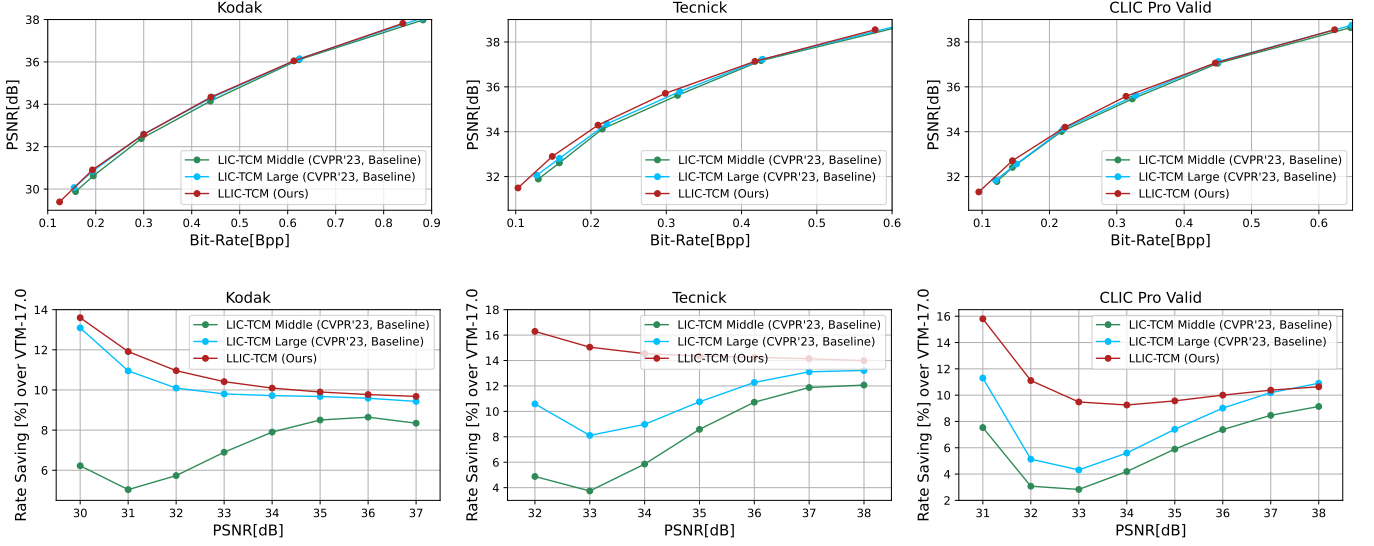 Kodak
38
36
34
32
30
PSNR[dB]
0.1 0.2 0.3 0.4 0.5 0.6 0.7 0.8 0.9
Bit-Rate[Bpp]
LIC-TCM Middle (CVPR'23, Baseline)
LIC-TCM Large (CVPR'23, Baseline)
LLIC-TCM (Ours)
Tecnick
38
36
34
32
PSNR[dB]
0.1 0.2 0.3 0.4 0.5 0.6
Bit-Rate[Bpp]
LIC-TCM Middle (CVPR'23, Baseline)
LIC-TCM Large (CVPR'23, Baseline)
LLIC-TCM (Ours)
CLIC Pro Valid
38
36
34
32
PSNR[dB]
0.1 0.2 0.3 0.4 0.5 0.6
Bit-Rate[Bpp]
LIC-TCM Middle (CVPR'23, Baseline)
LIC-TCM Large (CVPR'23, Baseline)
LLIC-TCM (Ours)
Kodak
14
12
10
8
6
Rate Saving [%] over VTM-17.0
30 31 32 33 34 35 36 37
PSNR[dB]
LIC-TCM Middle (CVPR'23, Baseline)
LIC-TCM Large (CVPR'23, Baseline)
LLIC-TCM (Ours)
Tecnick
18
16
14
12
10
8
6
4
Rate Saving [%] over VTM-17.0
32 33 34 35 36 37 38
PSNR[dB]
LIC-TCM Middle (CVPR'23, Baseline)
LIC-TCM Large (CVPR'23, Baseline)
LLIC-TCM (Ours)
CLIC Pro Valid
16
14
12
10
8
6
4
2
Rate Saving [%] over VTM-17.0
31 32 33 34 35 36 37 38
PSNR[dB]
LIC-TCM Middle (CVPR'23, Baseline)
LIC-TCM Large (CVPR'23, Baseline)
LLIC-TCM (Ours)